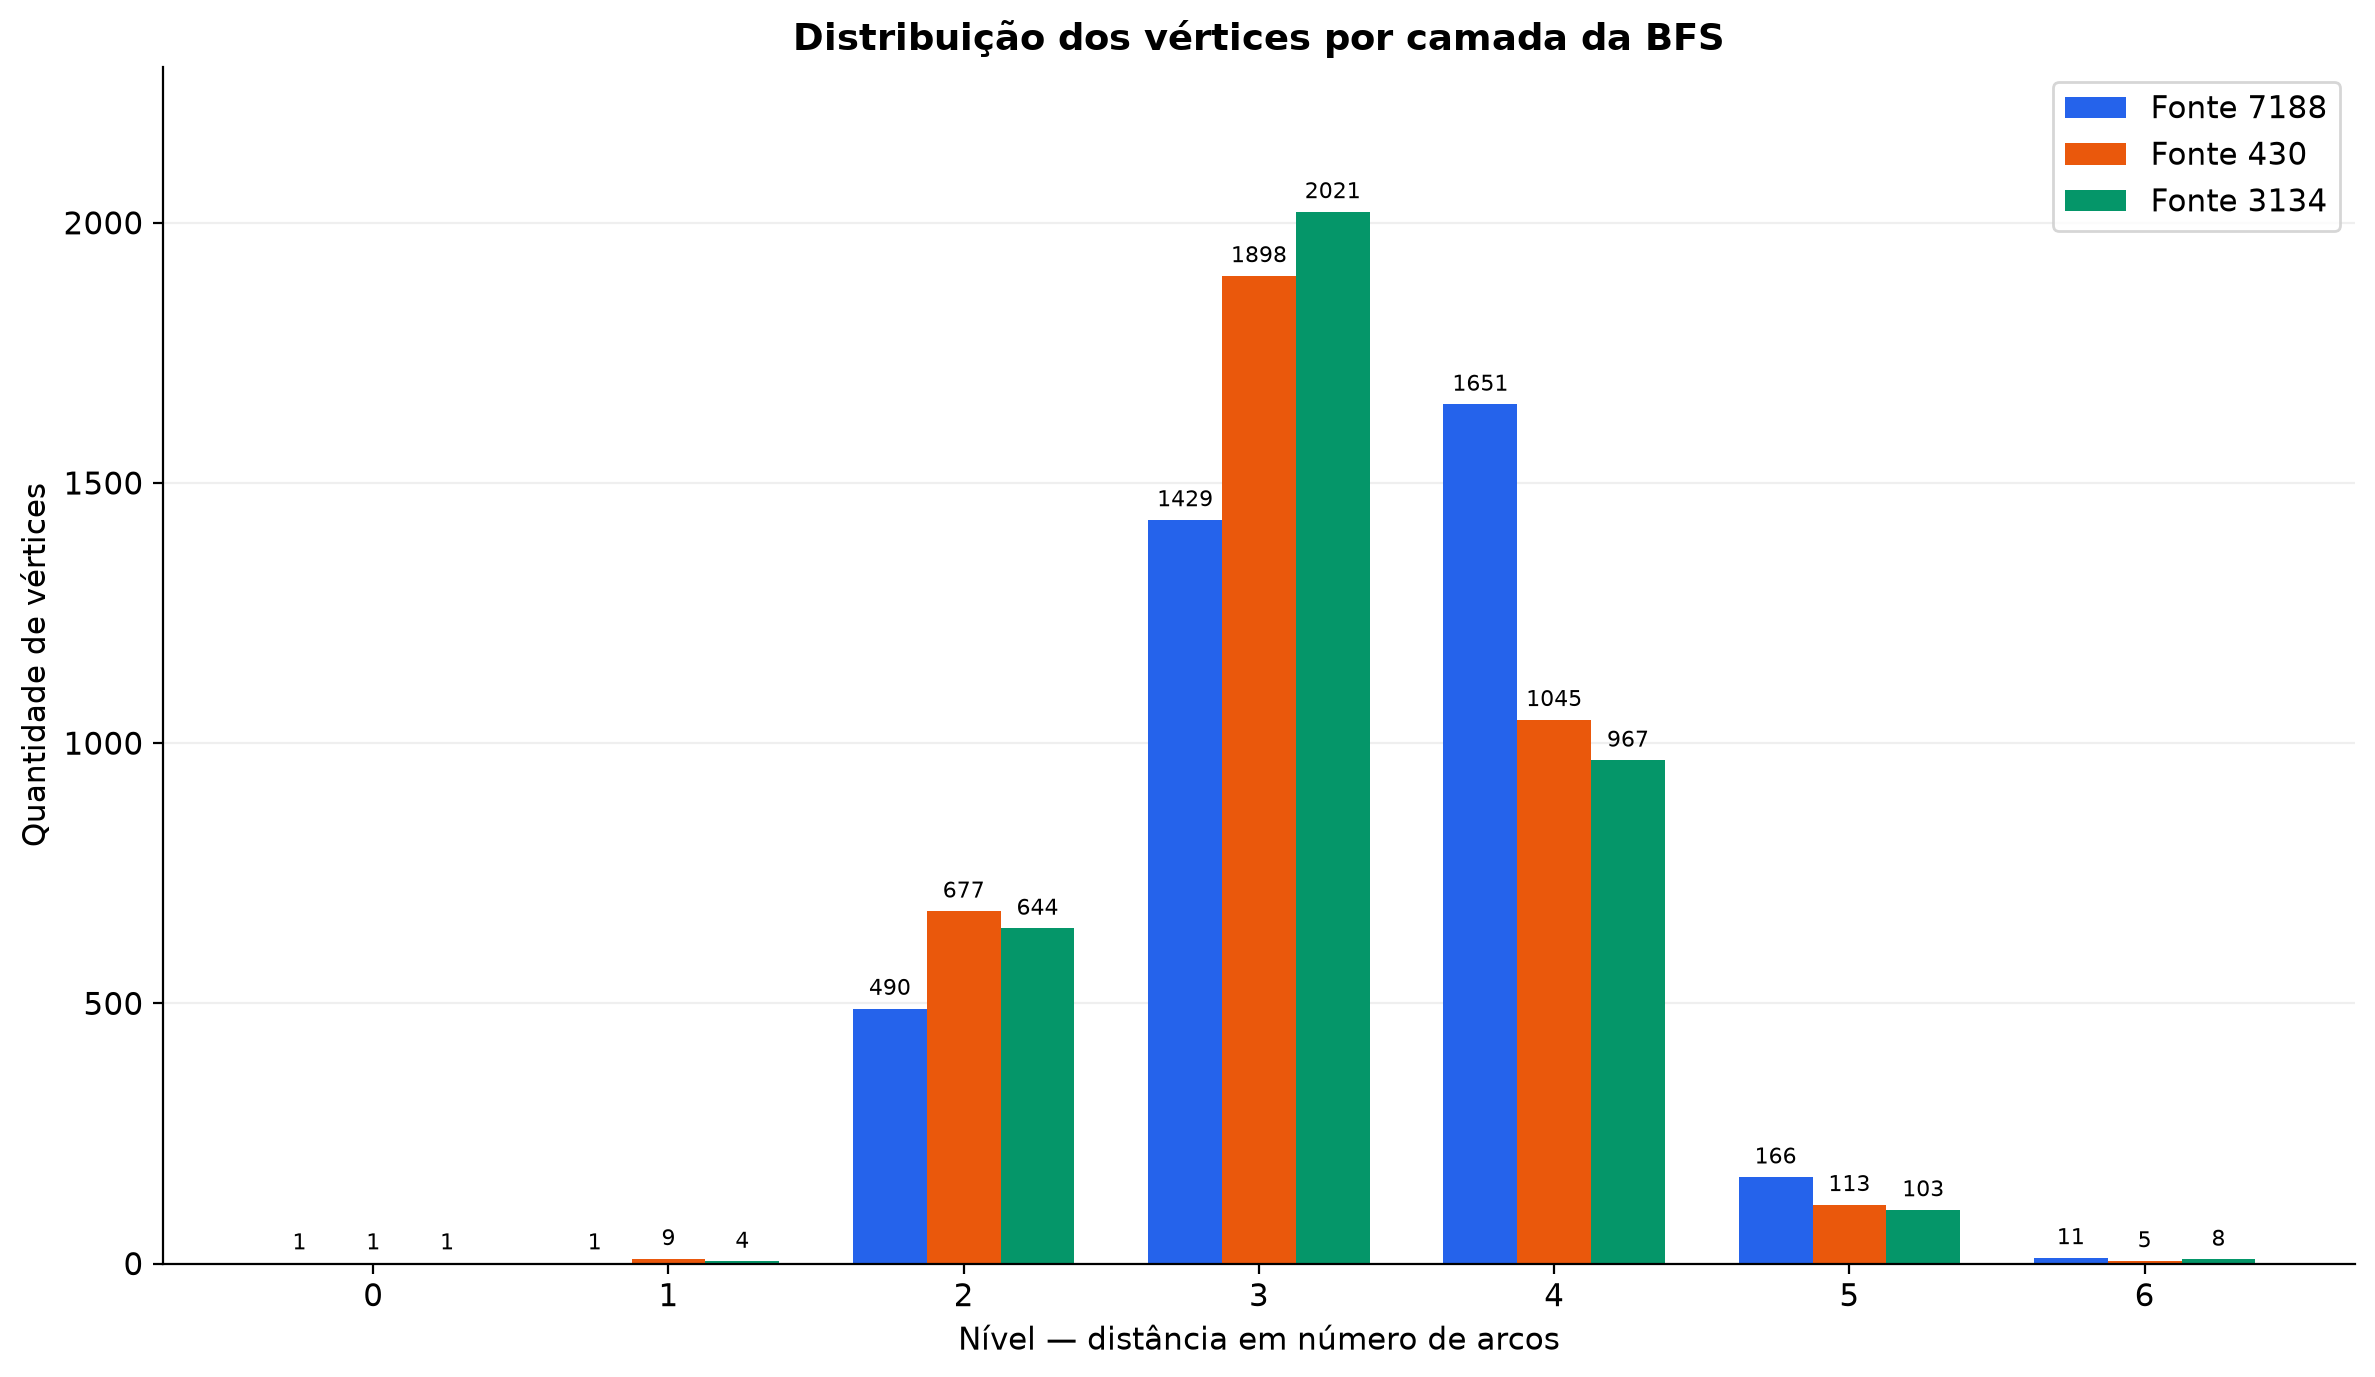 Distribuição dos vértices por camada da BFS
Fonte 7188
Fonte 430
Fonte 3134
Quantidade de vértices
2000
1500
1000
500
0
1 1 1
1 9 4
490 677 644
1429 1898 2021
1651 1045 967
166 113 103
11 5 8
0 1 2 3 4 5 6
Nível — distância em número de arcos